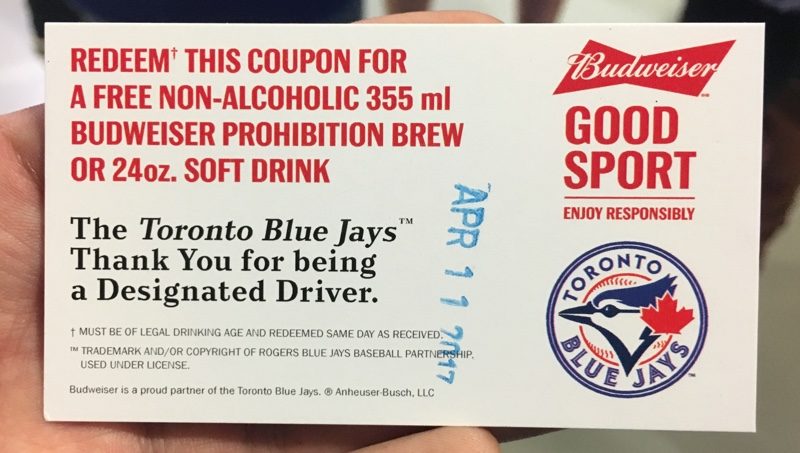 REDEEM† THIS COUPON FOR
A FREE NON-ALCOHOLIC 355 ml
BUDWEISER PROHIBITION BREW
OR 24oz. SOFT DRINK
The Toronto Blue Jays™
Thank You for being
a Designated Driver.
† MUST BE OF LEGAL DRINKING AGE AND REDEEMED SAME DAY AS RECEIVED.
™ TRADEMARK AND/OR COPYRIGHT OF ROGERS BLUE JAYS BASEBALL PARTNERSHIP.
USED UNDER LICENSE.
Budweiser is a proud partner of the Toronto Blue Jays. ® Anheuser-Busch, LLC
APR 11 2017
Budweiser
GOOD
SPORT
ENJOY RESPONSIBLY
TORONTO
BLUE JAYS™